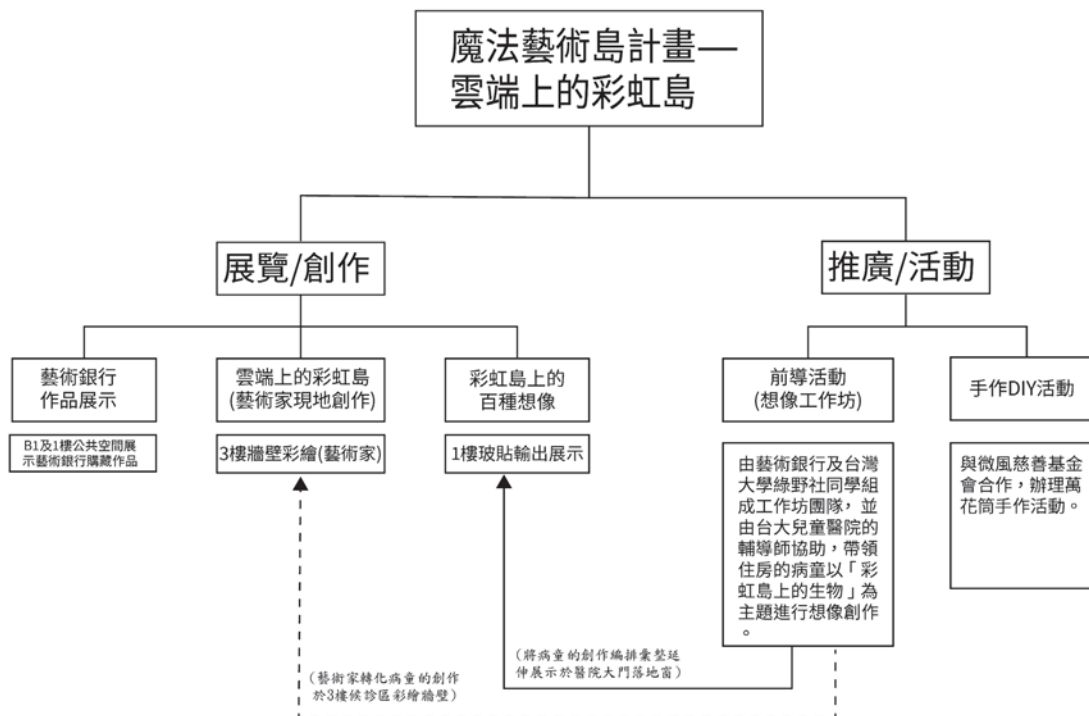 魔法藝術島計畫—
雲端上的彩虹島
展覽/創作
推廣/活動
藝術銀行
作品展示
雲端上的彩虹島
(藝術家現地創作)
彩虹島上的
百種想像
前導活動
(想像工作坊)
手作DIY活動
B1及1樓公共空間展
示藝術銀行購藏作品
3樓牆壁彩繪(藝術家)
1樓玻貼輸出展示
由藝術銀行及台灣
大學綠野社同學組
成工作坊團隊，並
由台大兒童醫院的
輔導師協助，帶領
住房的病童以「彩
虹島上的生物」為
主題進行想像創作
。
與微風慈善基金
會合作，辦理萬
花筒手作活動。
(將病童的創作編排彙整延
伸展示於醫院大門落地窗)
(藝術家轉化病童的創作
於3樓候診區彩繪牆壁)